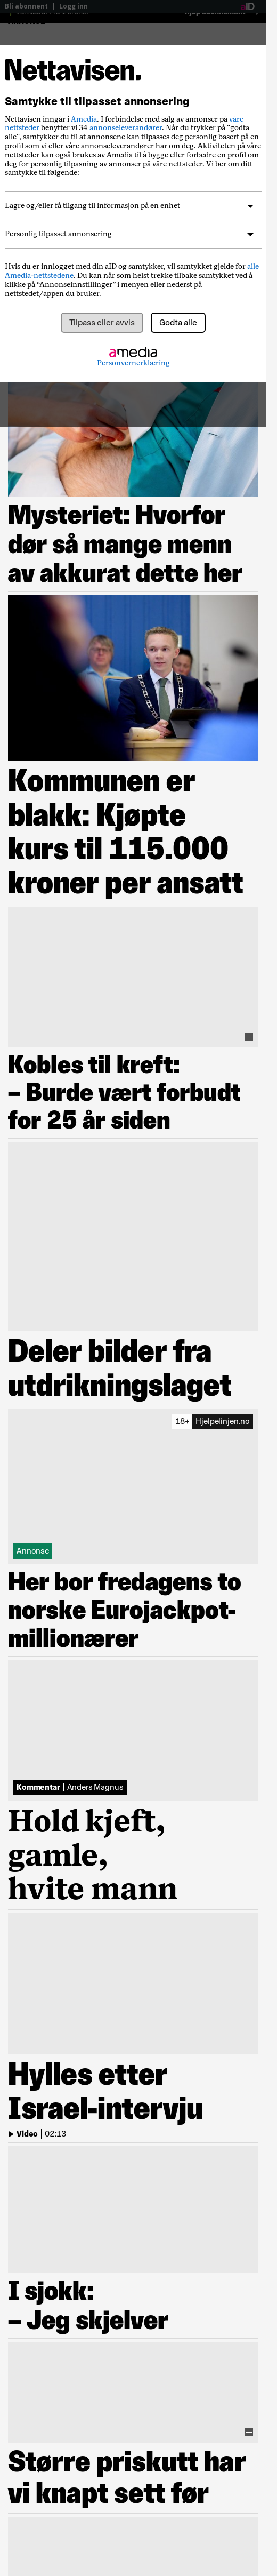 Bli abonnent | Logg inn
aID
Nettavisen.
Samtykke til tilpasset annonsering
Nettavisen inngår i Amedia. I forbindelse med salg av annonser på våre
nettsteder benytter vi 34 annonseleverandører. Når du trykker på "godta
alle", samtykker du til at annonsene kan tilpasses deg personlig basert på en
profil som vi eller våre annonseleverandører har om deg. Aktiviteten på våre
nettsteder kan også brukes av Amedia til å bygge eller forbedre en profil om
deg for personlig tilpasning av annonser på våre nettsteder. Vi ber om ditt
samtykke til følgende:
Lagre og/eller få tilgang til informasjon på en enhet
Personlig tilpasset annonsering
Hvis du er innlogget med din aID og samtykker, vil samtykket gjelde for alle
Amedia-nettstedene. Du kan når som helst trekke tilbake samtykket ved å
klikke på “Annonseinnstillinger” i menyen eller nederst på
nettstedet/appen du bruker.
Tilpass eller avvis
Godta alle
amedia
Personvernerklæring
Mysteriet: Hvorfor
dør så mange menn
av akkurat dette her
Kommunen er
blakk: Kjøpte
kurs til 115.000
kroner per ansatt
Kobles til kreft:
– Burde vært forbudt
for 25 år siden
Deler bilder fra
utdrikningslaget
18+ Hjelpelinjen.no
Annonse
Her bor fredagens to
norske Eurojackpot-
millionærer
Kommentar | Anders Magnus
Hold kjeft,
gamle,
hvite mann
Hylles etter
Israel-intervju
Video | 02:13
I sjokk:
– Jeg skjelver
Større priskutt har
vi knapt sett før